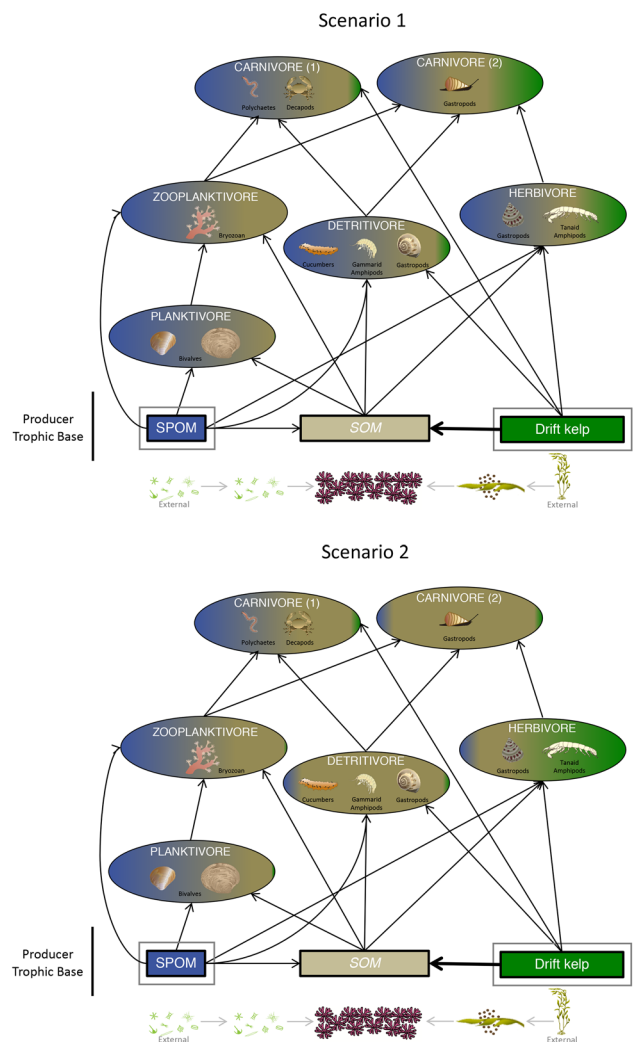 Scenario 1
CARNIVORE (1)
Polychaetes
Decapods
CARNIVORE (2)
Gastropods
ZOOPLANKTIVORE
Bryozoan
HERBIVORE
Gastropods
Tanaid
Amphipods
DETRITIVORE
Cucumbers
Gammarid
Amphipods
Gastropods
PLANKTIVORE
Bivalves
Producer
Trophic Base
SPOM
SOM
Drift kelp
External
External
Scenario 2
CARNIVORE (1)
Polychaetes
Decapods
CARNIVORE (2)
Gastropods
ZOOPLANKTIVORE
Bryozoan
HERBIVORE
Gastropods
Tanaid
Amphipods
DETRITIVORE
Cucumbers
Gammarid
Amphipods
Gastropods
PLANKTIVORE
Bivalves
Producer
Trophic Base
SPOM
SOM
Drift kelp
External
External